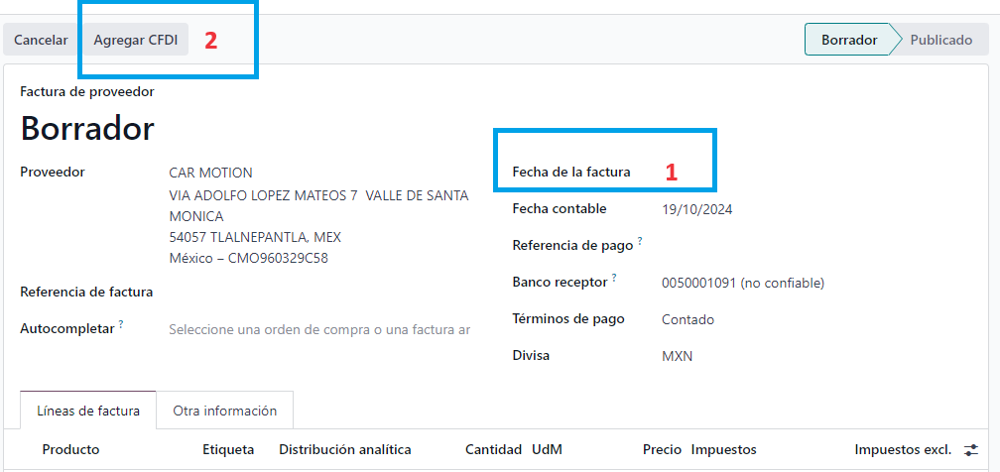 Cancelar Agregar CFDI 2 Borrador Publicado
Factura de proveedor
Borrador
Proveedor CAR MOTION
VIA ADOLFO LOPEZ MATEOS 7 VALLE DE SANTA
MONICA
54057 TLALNEPANTLA, MEX
México – CMO960329C58
Referencia de factura
Autocompletar ? Seleccione una orden de compra o una factura ar
Fecha de la factura 1
Fecha contable 19/10/2024
Referencia de pago ?
Banco receptor ? 0050001091 (no confiable)
Términos de pago Contado
Divisa MXN
Líneas de factura Otra información
Producto Etiqueta Distribución analítica Cantidad UdM Precio Impuestos Impuestos excl.